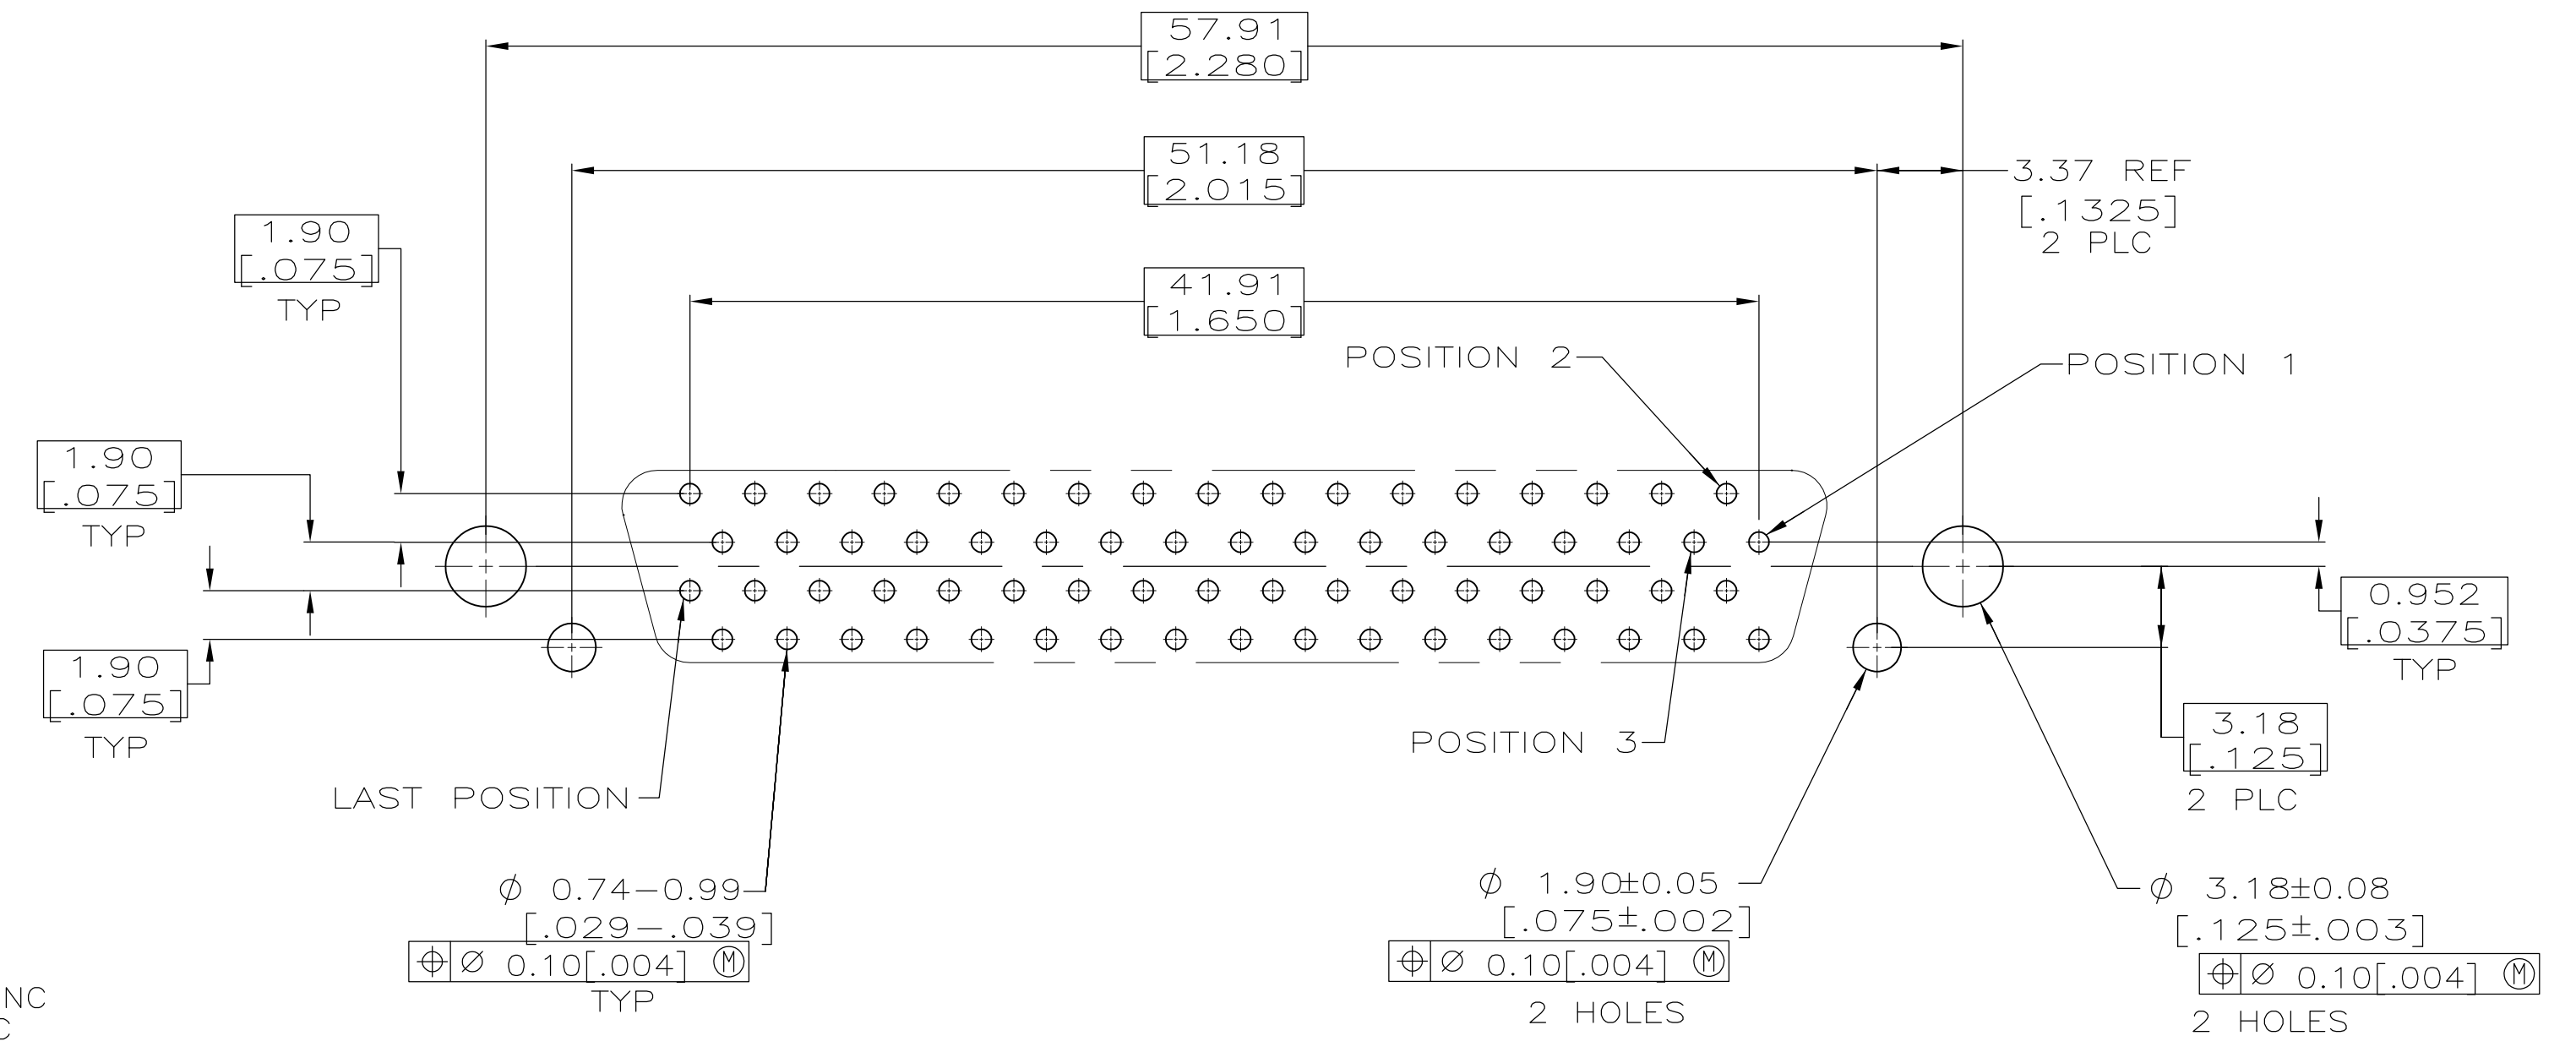 57.91
[2.280]
51.18
[2.015]
3.37 REF
[.1325]
2 PLC
1.90
[.075]
TYP
41.91
[1.650]
POSITION 2
POSITION 1
1.90
[.075]
TYP
0.952
[.0375]
TYP
1.90
[.075]
TYP
POSITION 3
3.18
[.125]
2 PLC
LAST POSITION
⌀ 0.74-0.99
[.029-.039]
⌖ ⌀ 0.10[.004] Ⓜ
TYP
⌀ 1.90±0.05
[.075±.002]
⌖ ⌀ 0.10[.004] Ⓜ
2 HOLES
⌀ 3.18±0.08
[.125±.003]
⌖ ⌀ 0.10[.004] Ⓜ
2 HOLES
NC
C